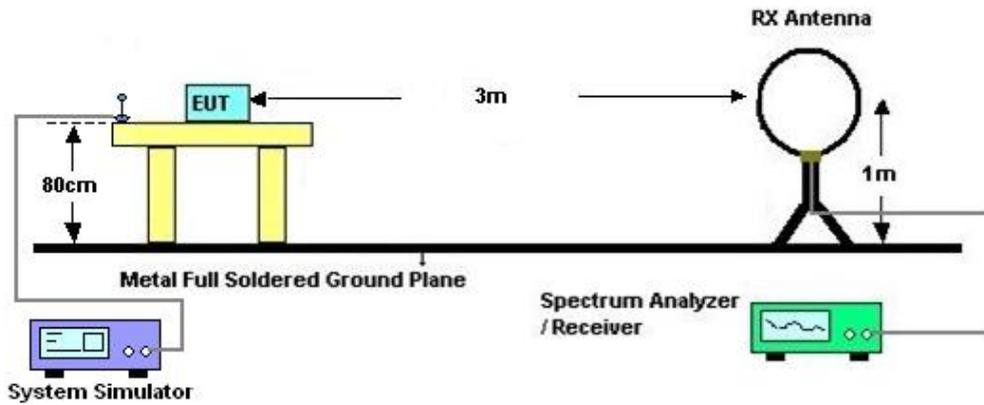 RX Antenna
EUT
3m
80cm
1m
Metal Full Soldered Ground Plane
Spectrum Analyzer
/ Receiver
System Simulator